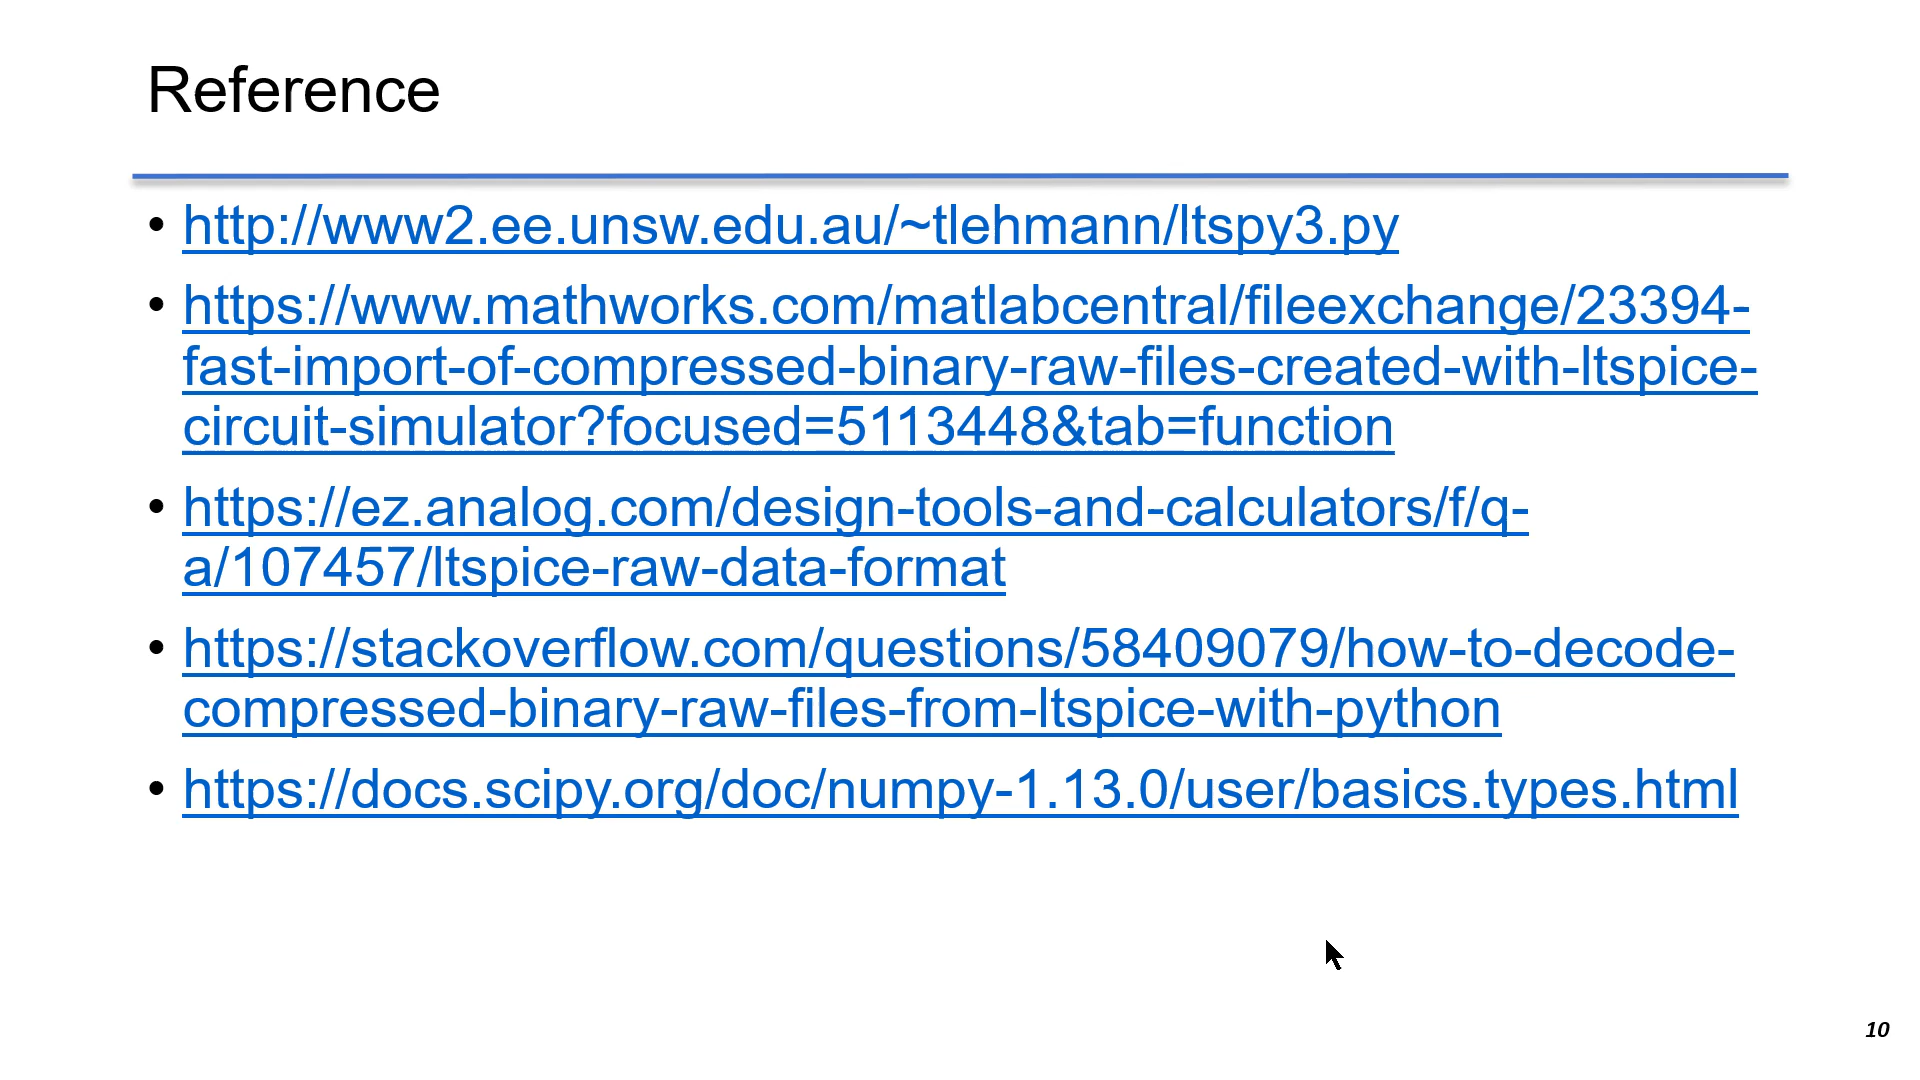 Reference
• http://www2.ee.unsw.edu.au/~tlehmann/ltspy3.py
• https://www.mathworks.com/matlabcentral/fileexchange/23394-
fast-import-of-compressed-binary-raw-files-created-with-ltspice-
circuit-simulator?focused=5113448&tab=function
• https://ez.analog.com/design-tools-and-calculators/f/q-
a/107457/ltspice-raw-data-format
• https://stackoverflow.com/questions/58409079/how-to-decode-
compressed-binary-raw-files-from-ltspice-with-python
• https://docs.scipy.org/doc/numpy-1.13.0/user/basics.types.html
10